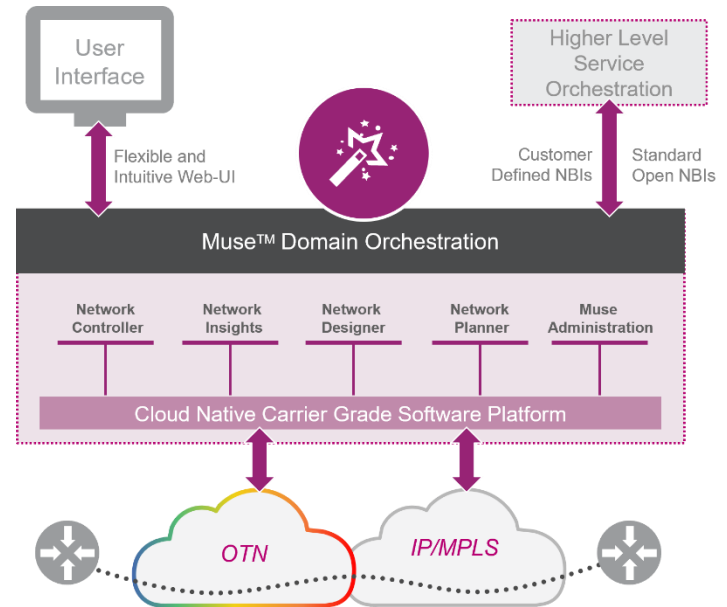 User
Interface
Higher Level
Service
Orchestration
Flexible and
Intuitive Web-UI
Customer
Defined NBIs
Standard
Open NBIs
Muse™ Domain Orchestration
Network
Controller
Network
Insights
Network
Designer
Network
Planner
Muse
Administration
Cloud Native Carrier Grade Software Platform
OTN
IP/MPLS